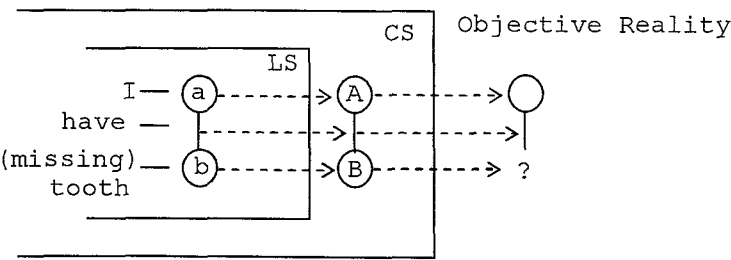 CS Objective Reality
LS
I a A
have
(missing) b B ?
tooth